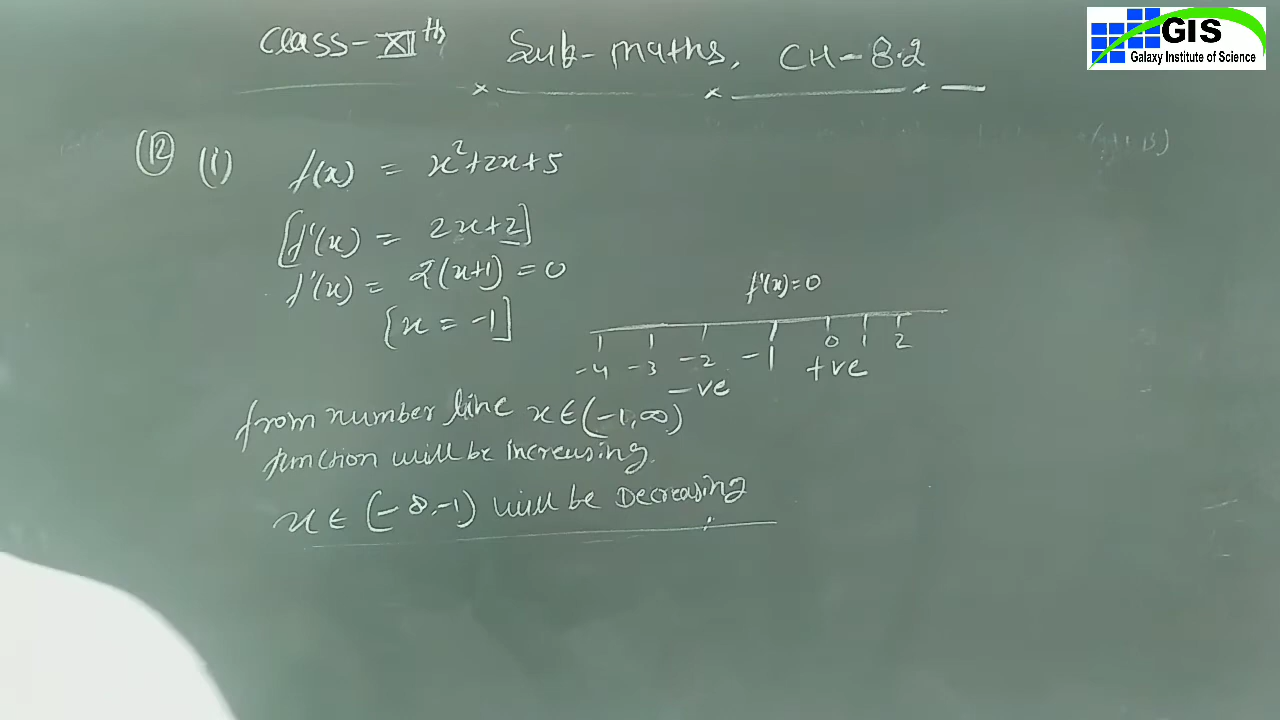 Class-XIIth Sub-maths, CH-8.2
GIS
Galaxy Institute of Science
(12) (i) f(x) = x²+2x+5
[f'(x) = 2x+2]
f'(x) = 2(x+1) = 0
[x = -1]
f'(x)=0
-4 -3 -2 -1 0 1 2
-ve +ve
from number line x∈(-1,∞)
function will be increasing.
x∈ (-∞,-1) will be Decreasing